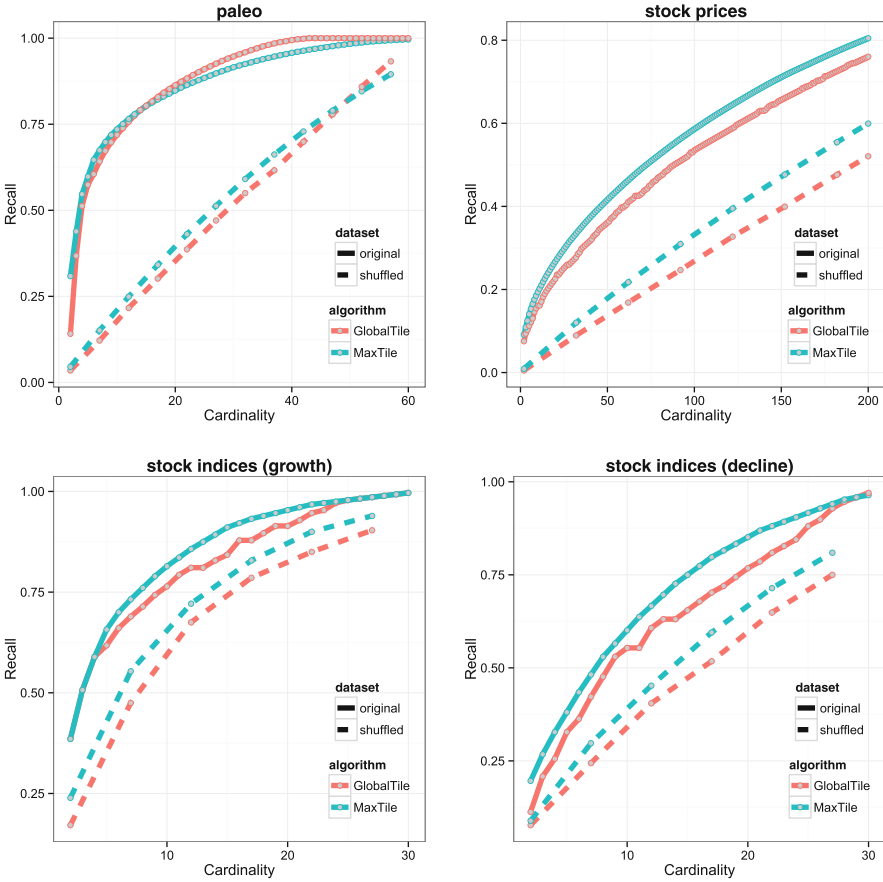 paleo
1.00
0.75
0.50
0.25
0.00
Recall
0
20
40
60
Cardinality
dataset
original
shuffled
algorithm
GlobalTile
MaxTile
stock prices
0.8
0.6
0.4
0.2
0.0
Recall
0
50
100
150
200
Cardinality
dataset
original
shuffled
algorithm
GlobalTile
MaxTile
stock indices (growth)
1.00
0.75
0.50
0.25
Recall
10
20
30
Cardinality
dataset
original
shuffled
algorithm
GlobalTile
MaxTile
stock indices (decline)
1.00
0.75
0.50
0.25
Recall
10
20
30
Cardinality
dataset
original
shuffled
algorithm
GlobalTile
MaxTile